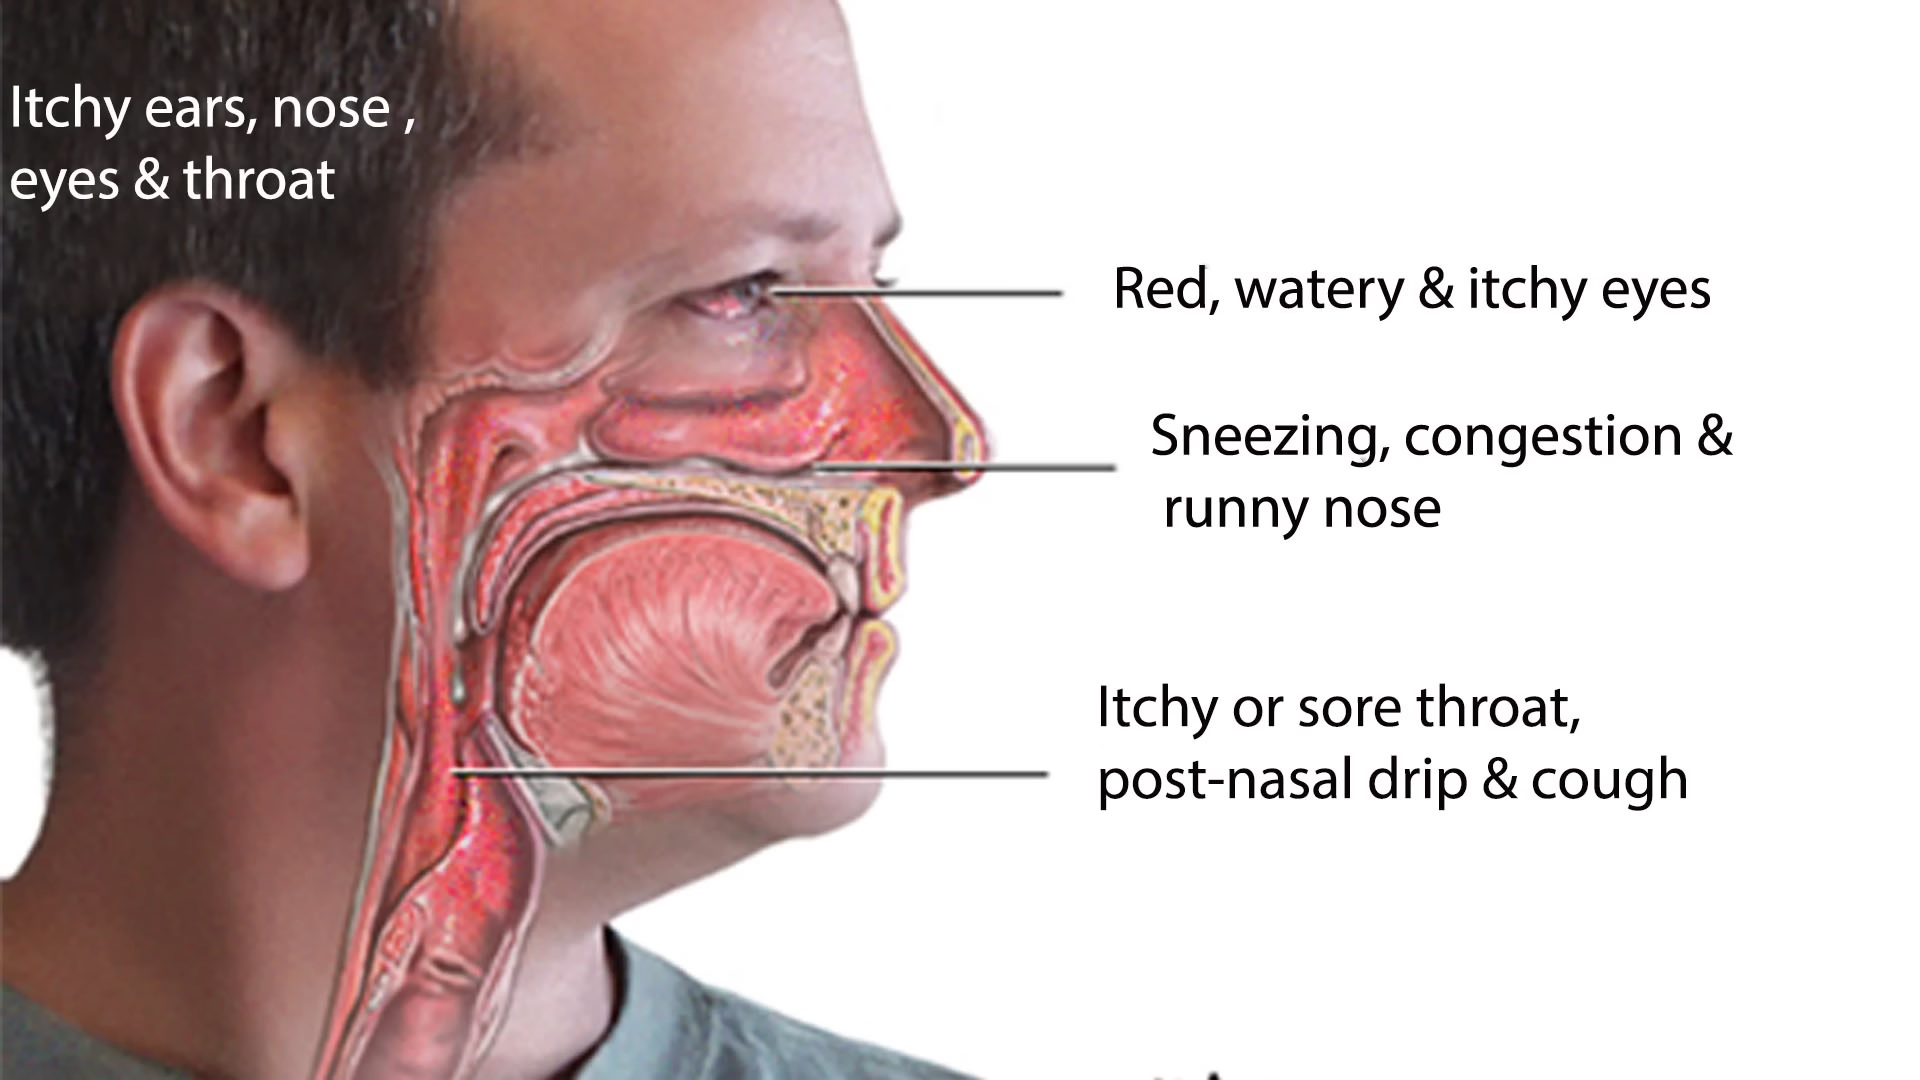 Itchy ears, nose ,
eyes & throat
Red, watery & itchy eyes
Sneezing, congestion &
runny nose
Itchy or sore throat,
post-nasal drip & cough